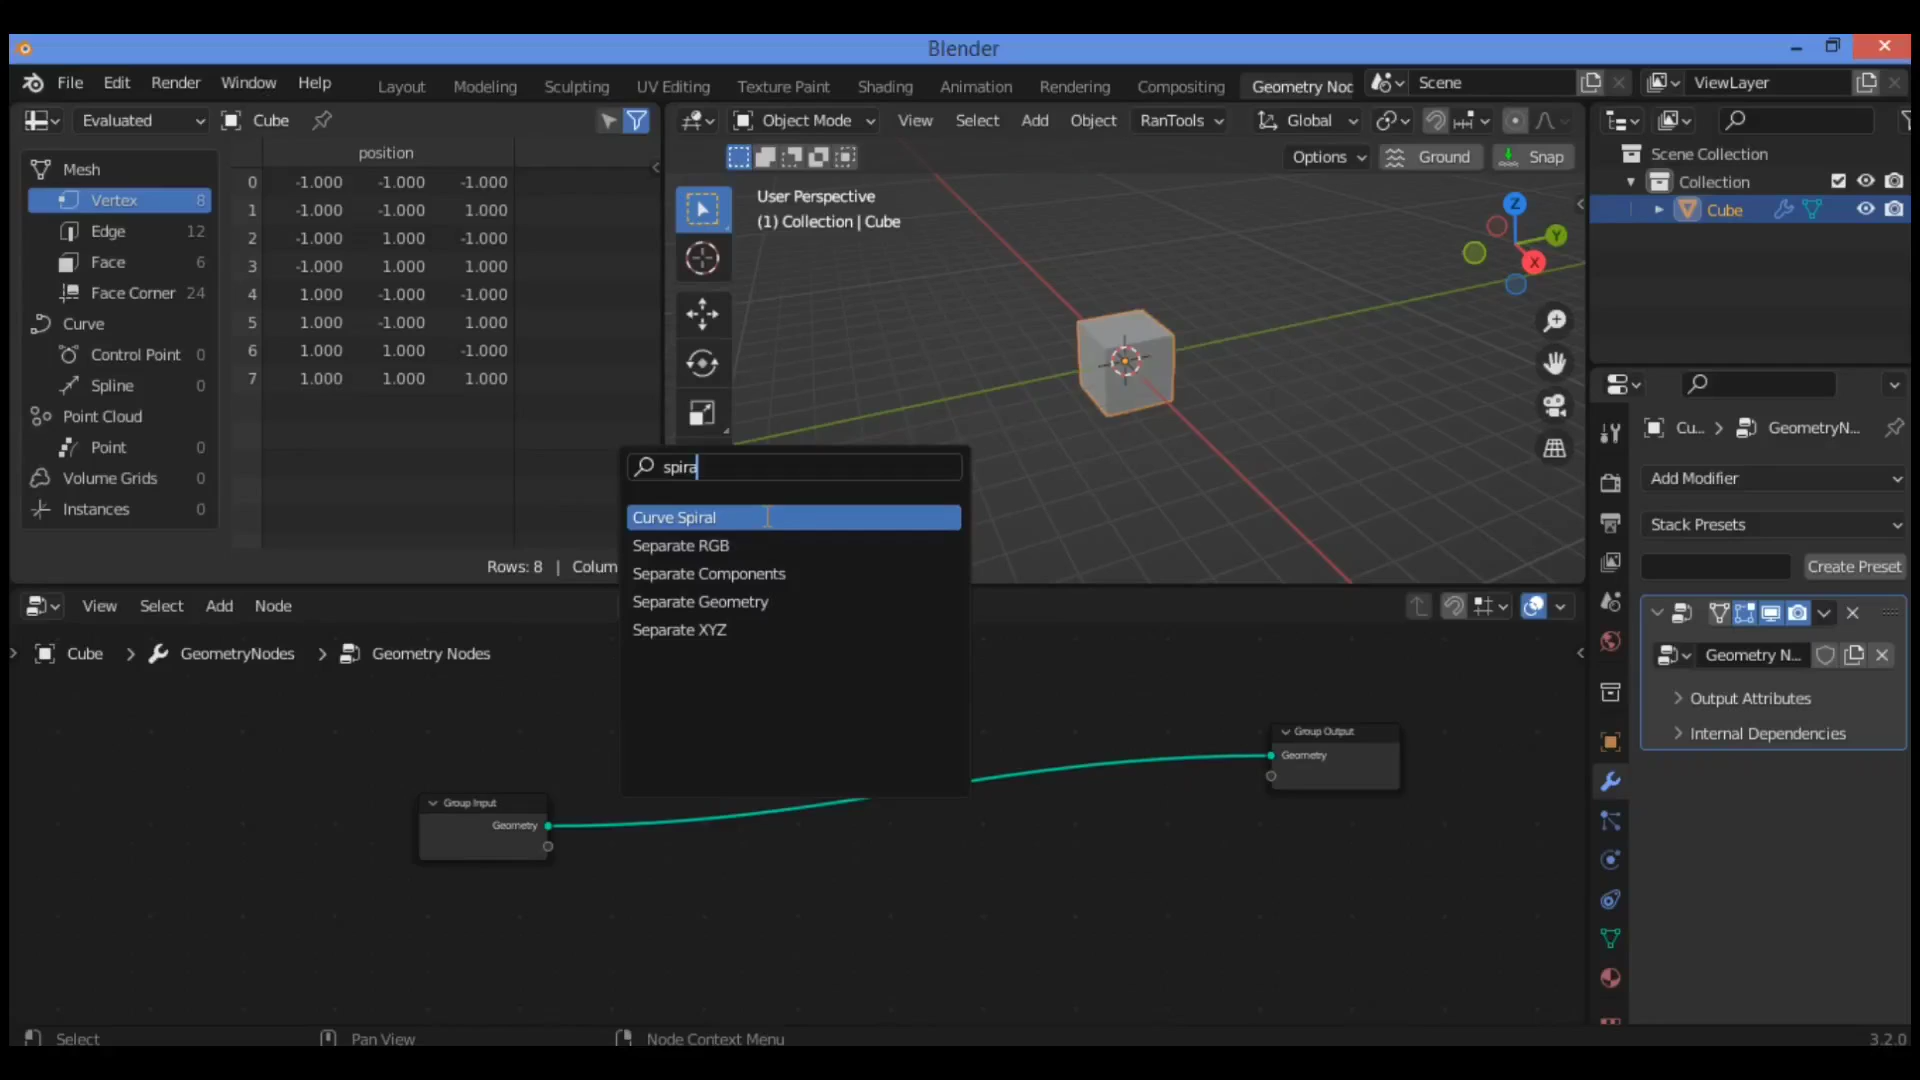 Blender
File Edit Render Window Help Layout Modeling Sculpting UV Editing Texture Paint Shading Animation Rendering Compositing Geometry Noc Scene ViewLayer
Evaluated Cube
Object Mode View Select Add Object RanTools Global
Options Ground Snap
position
Mesh
Vertex 8
Edge 12
Face 6
Face Corner 24
Curve
Control Point 0
Spline 0
Point Cloud
Point 0
Volume Grids 0
Instances 0
0 -1.000 -1.000 -1.000
1 -1.000 -1.000 1.000
2 -1.000 1.000 -1.000
3 -1.000 1.000 1.000
4 1.000 -1.000 -1.000
5 1.000 -1.000 1.000
6 1.000 1.000 -1.000
7 1.000 1.000 1.000
Rows: 8 | Colum
User Perspective
(1) Collection | Cube
Z
Y
X
Scene Collection
Collection
Cube
spira
Curve Spiral
Separate RGB
Separate Components
Separate Geometry
Separate XYZ
Cu... > GeometryN...
Add Modifier
Stack Presets
Create Preset
Geometry N...
Output Attributes
Internal Dependencies
View Select Add Node
Cube > GeometryNodes > Geometry Nodes
Group Input
Geometry
Group Output
Geometry
Select Pan View Node Context Menu 3.2.0